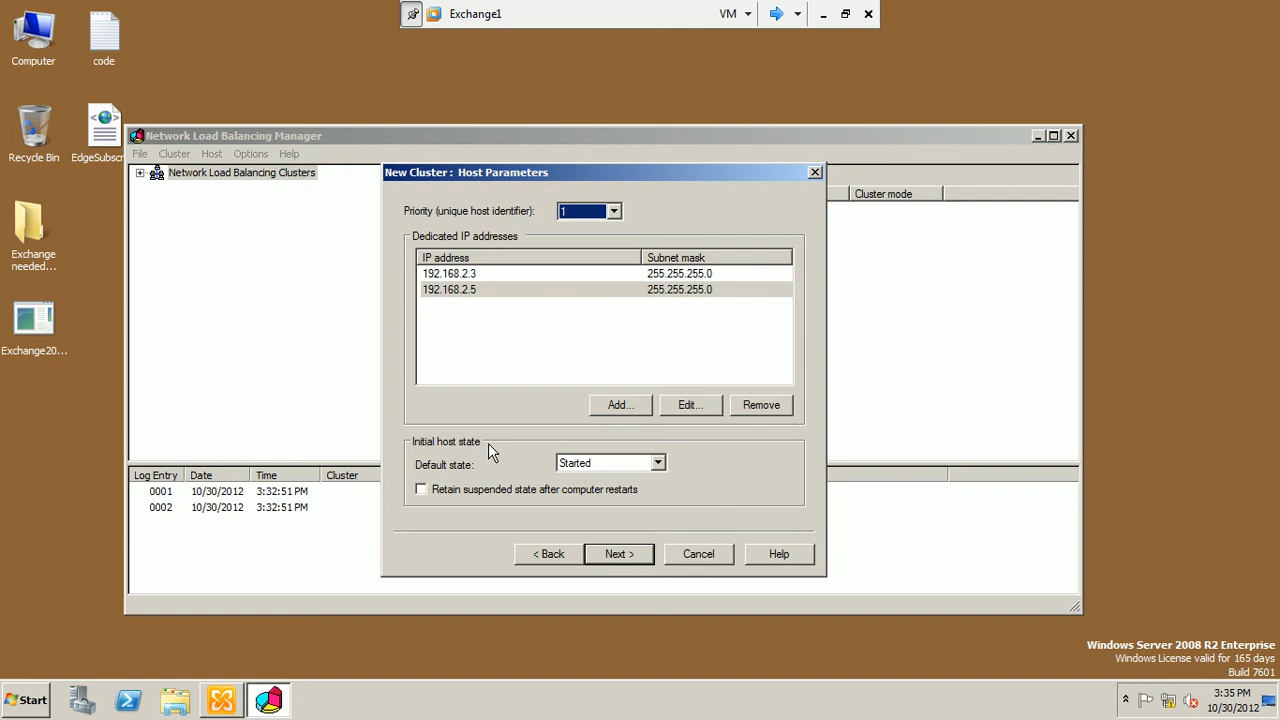 Exchange1
VM
Computer
code
Recycle Bin
EdgeSubscr
Exchange
needed...
Exchange20...
Network Load Balancing Manager
File
Cluster
Host
Options
Help
Network Load Balancing Clusters
Cluster mode
New Cluster : Host Parameters
Priority (unique host identifier):
1
Dedicated IP addresses
IP address
Subnet mask
192.168.2.3
255.255.255.0
192.168.2.5
255.255.255.0
Add...
Edit...
Remove
Initial host state
Default state:
Started
Retain suspended state after computer restarts
< Back
Next >
Cancel
Help
Log Entry
Date
Time
Cluster
0001
10/30/2012
3:32:51 PM
0002
10/30/2012
3:32:51 PM
Windows Server 2008 R2 Enterprise
Windows License valid for 165 days
Build 7601
Start
3:35 PM
10/30/2012